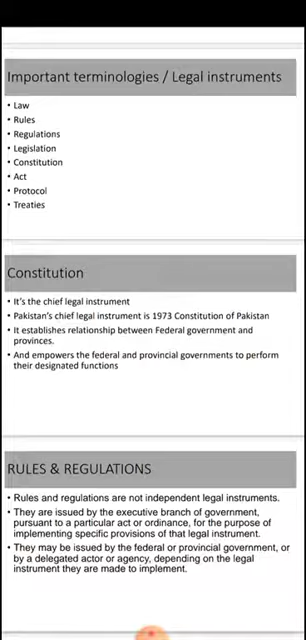 Important terminologies / Legal instruments
• Law
• Rules
• Regulations
• Legislation
• Constitution
• Act
• Protocol
• Treaties
Constitution
• It's the chief legal instrument
• Pakistan's chief legal instrument is 1973 Constitution of Pakistan
• It establishes relationship between Federal government and
provinces.
• And empowers the federal and provincial governments to perform
their designated functions
RULES & REGULATIONS
• Rules and regulations are not independent legal instruments.
• They are issued by the executive branch of government,
pursuant to a particular act or ordinance, for the purpose of
implementing specific provisions of that legal instrument.
• They may be issued by the federal or provincial government, or
by a delegated actor or agency, depending on the legal
instrument they are made to implement.